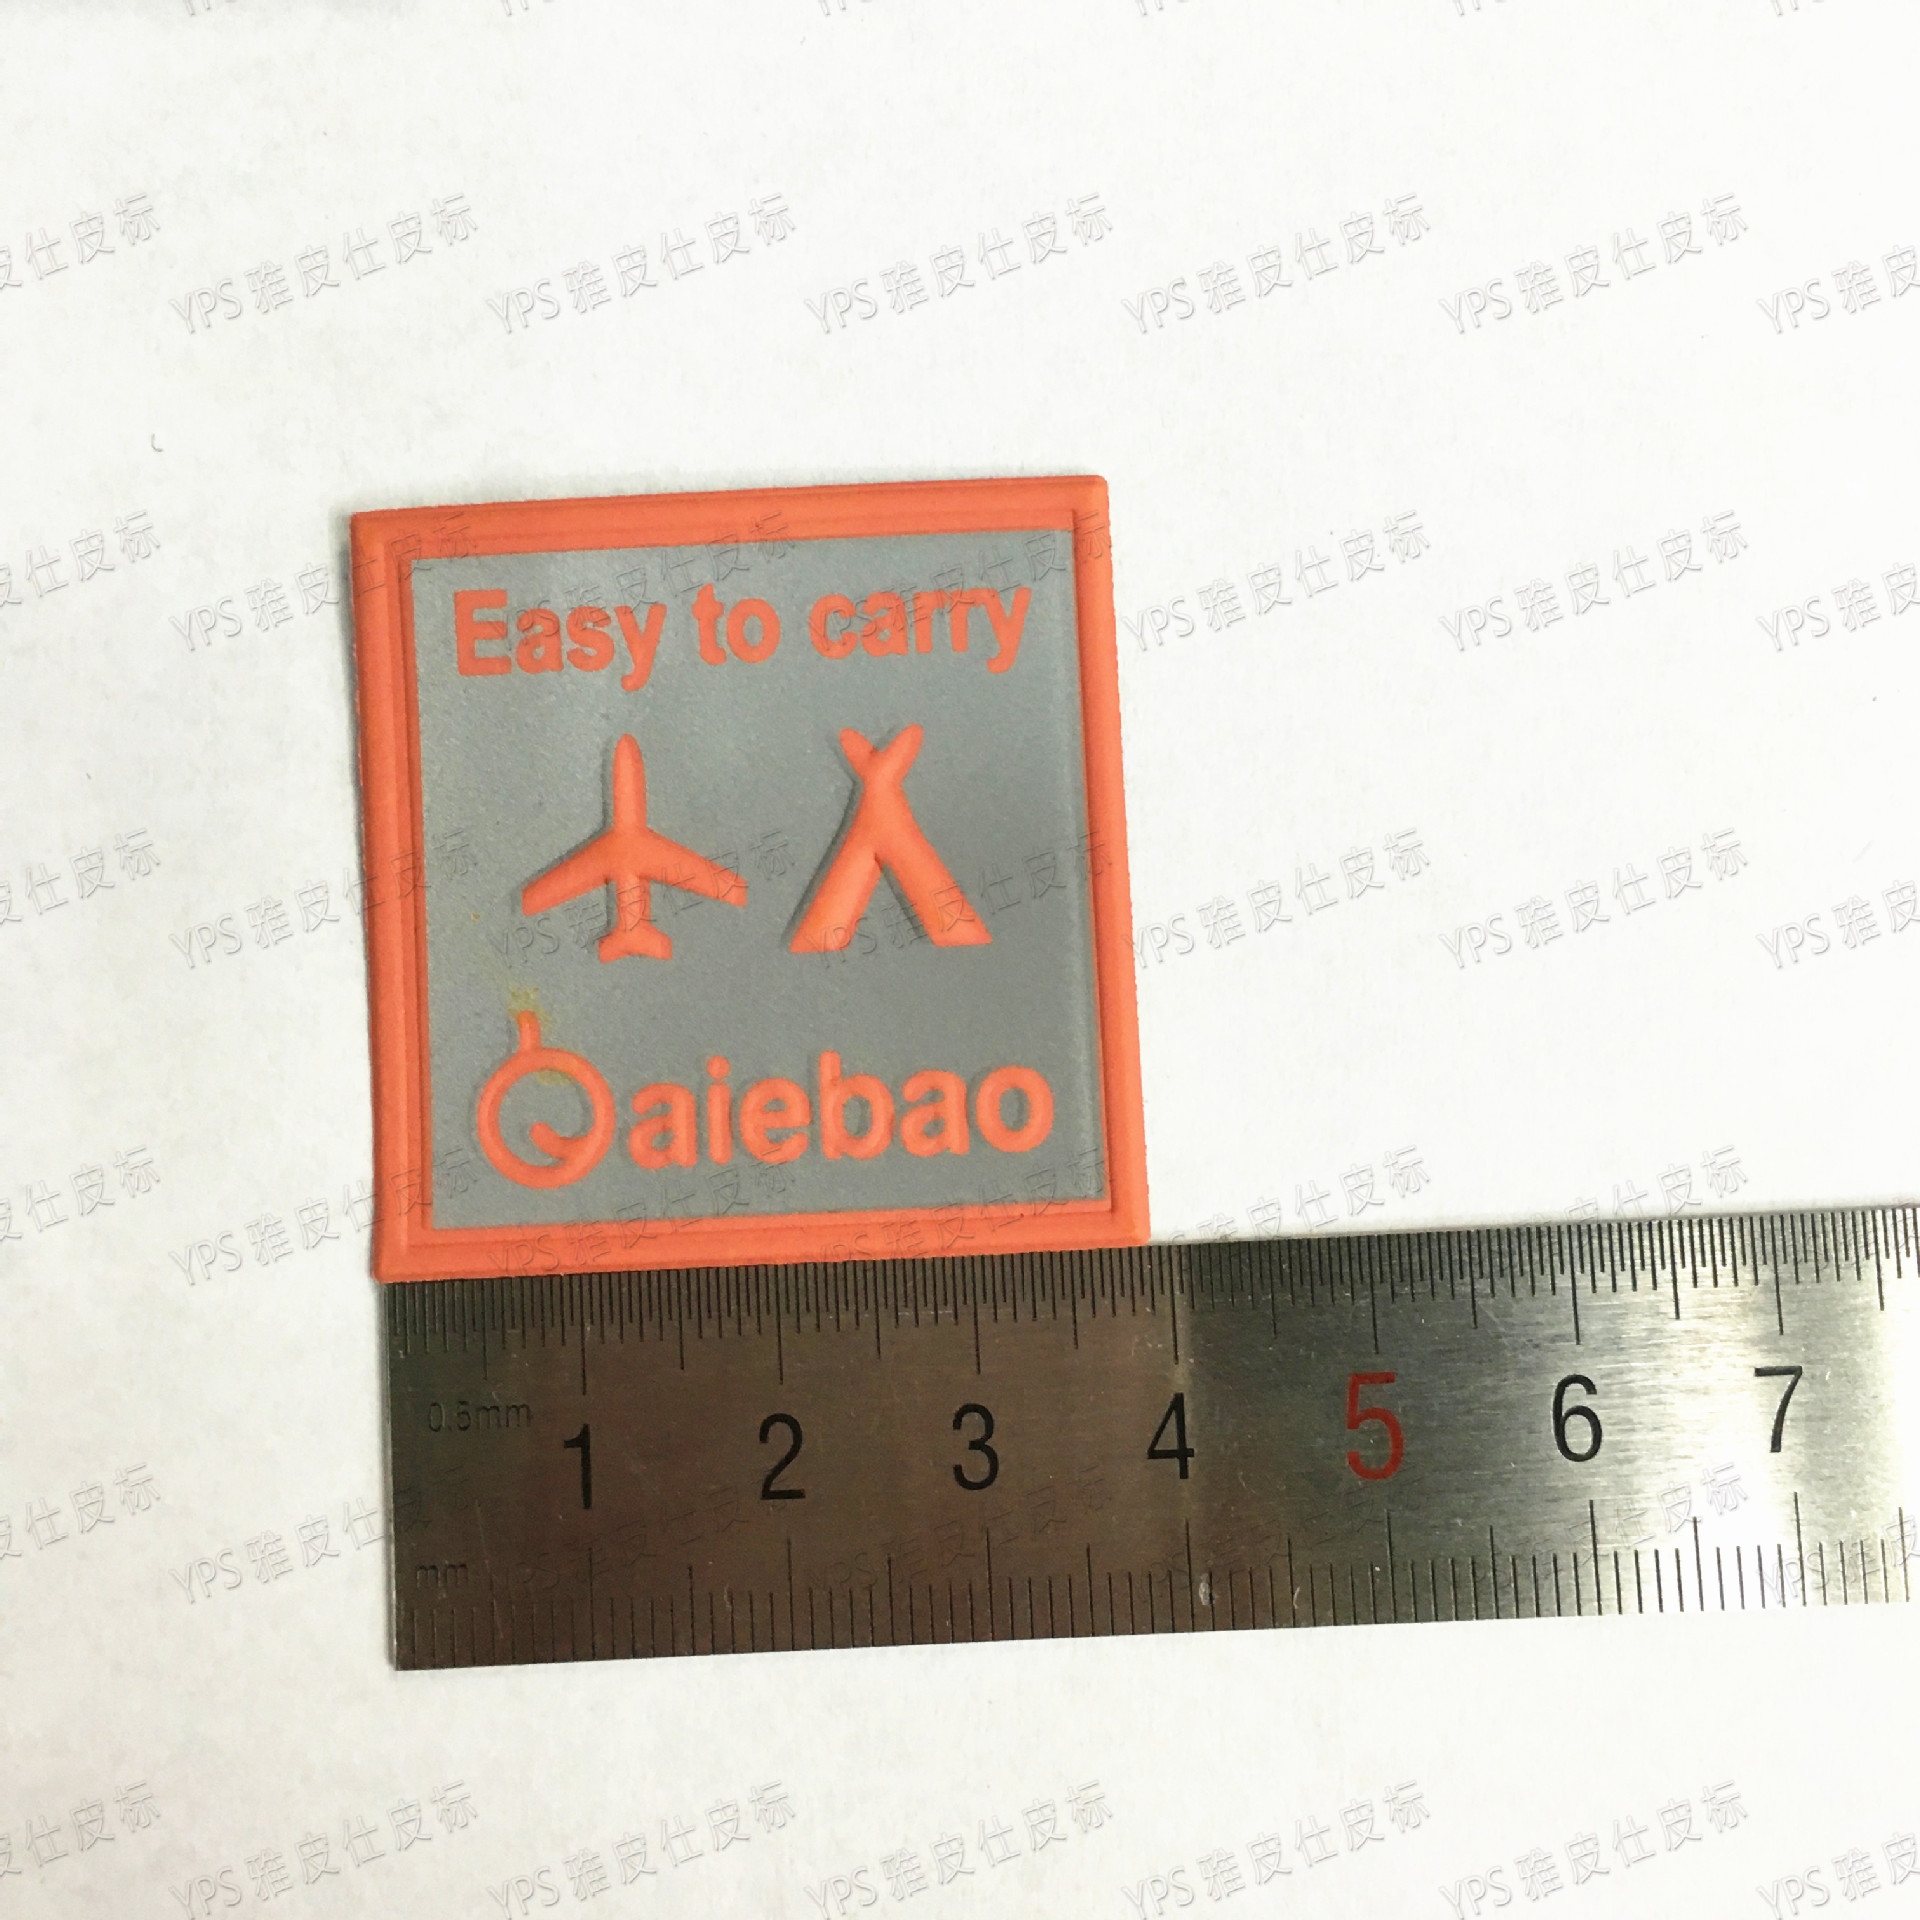 Easy to carry
Qaiebao
0.5mm
1 2 3 4 5 6 7
mm
YPS 雅皮仕皮标